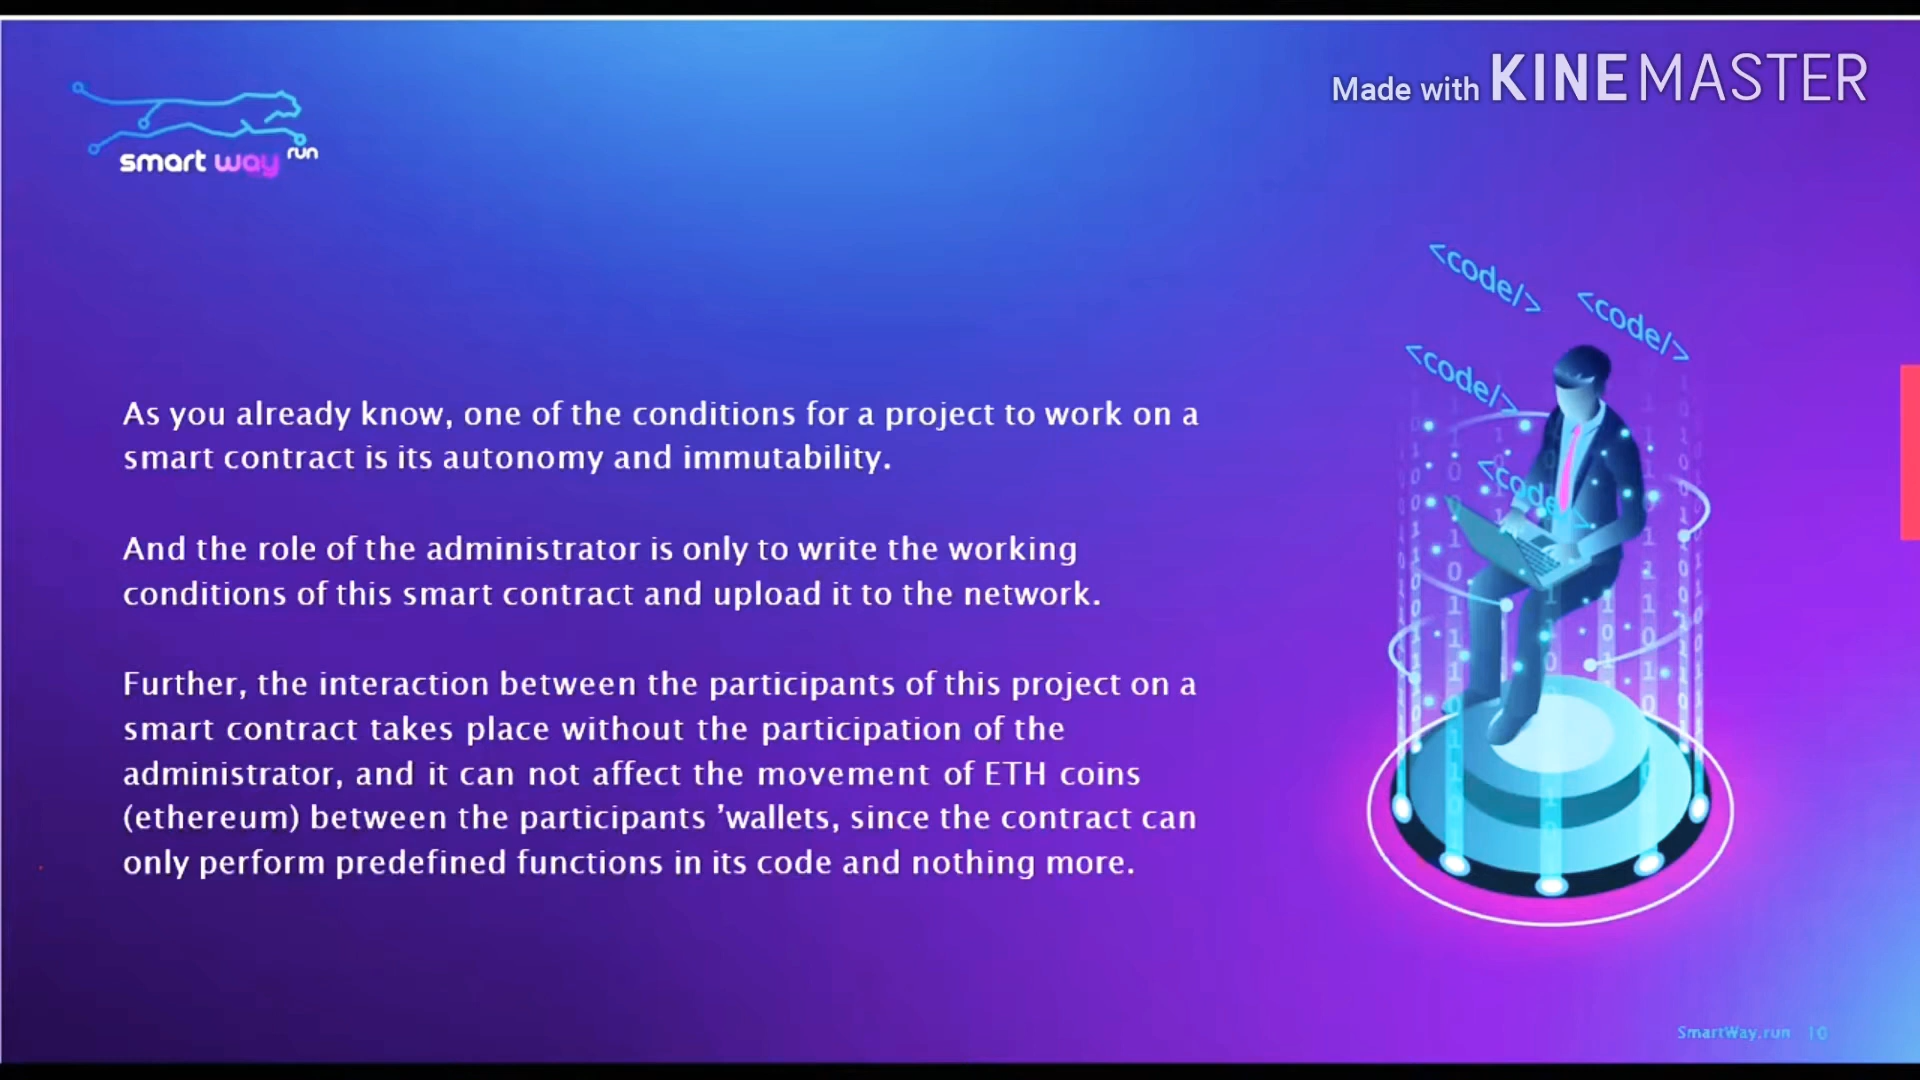 Made with KINEMASTER
smart way run
<code/>
<code/>
<code/>
As you already know, one of the conditions for a project to work on a
smart contract is its autonomy and immutability.
And the role of the administrator is only to write the working
conditions of this smart contract and upload it to the network.
Further, the interaction between the participants of this project on a
smart contract takes place without the participation of the
administrator, and it can not affect the movement of ETH coins
(ethereum) between the participants ’wallets, since the contract can
only perform predefined functions in its code and nothing more.
SmartWay.run 10